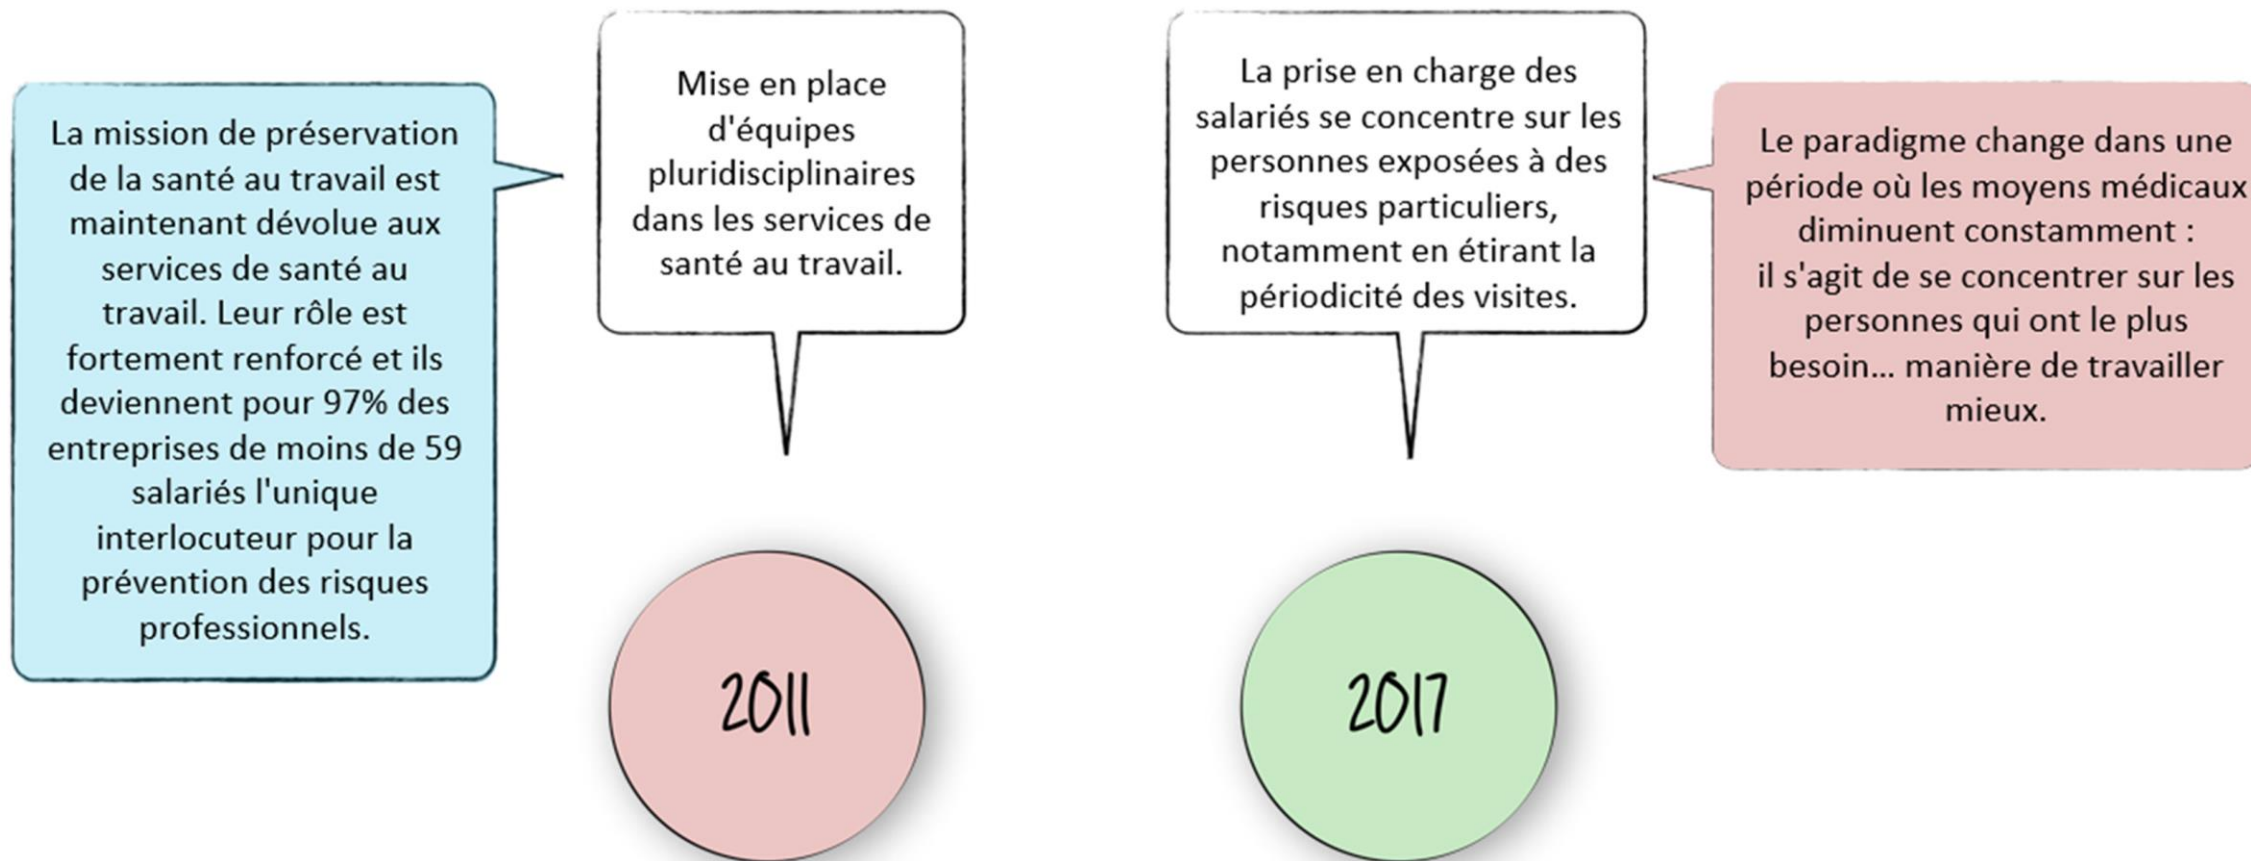 La mission de préservation
de la santé au travail est
maintenant dévolue aux
services de santé au
travail. Leur rôle est
fortement renforcé et ils
deviennent pour 97% des
entreprises de moins de 59
salariés l'unique
interlocuteur pour la
prévention des risques
professionnels.
Mise en place
d'équipes
pluridisciplinaires
dans les services de
santé au travail.
2011
La prise en charge des
salariés se concentre sur les
personnes exposées à des
risques particuliers,
notamment en étirant la
périodicité des visites.
2017
Le paradigme change dans une
période où les moyens médicaux
diminuent constamment :
il s'agit de se concentrer sur les
personnes qui ont le plus
besoin... manière de travailler
mieux.